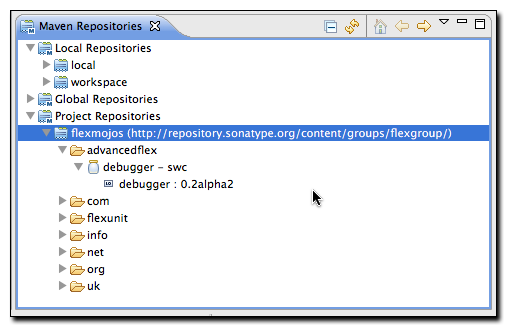 Maven Repositories
Local Repositories
local
workspace
Global Repositories
Project Repositories
flexmojos (http://repository.sonatype.org/content/groups/flexgroup/)
advancedflex
debugger - swc
debugger : 0.2alpha2
com
flexunit
info
net
org
uk